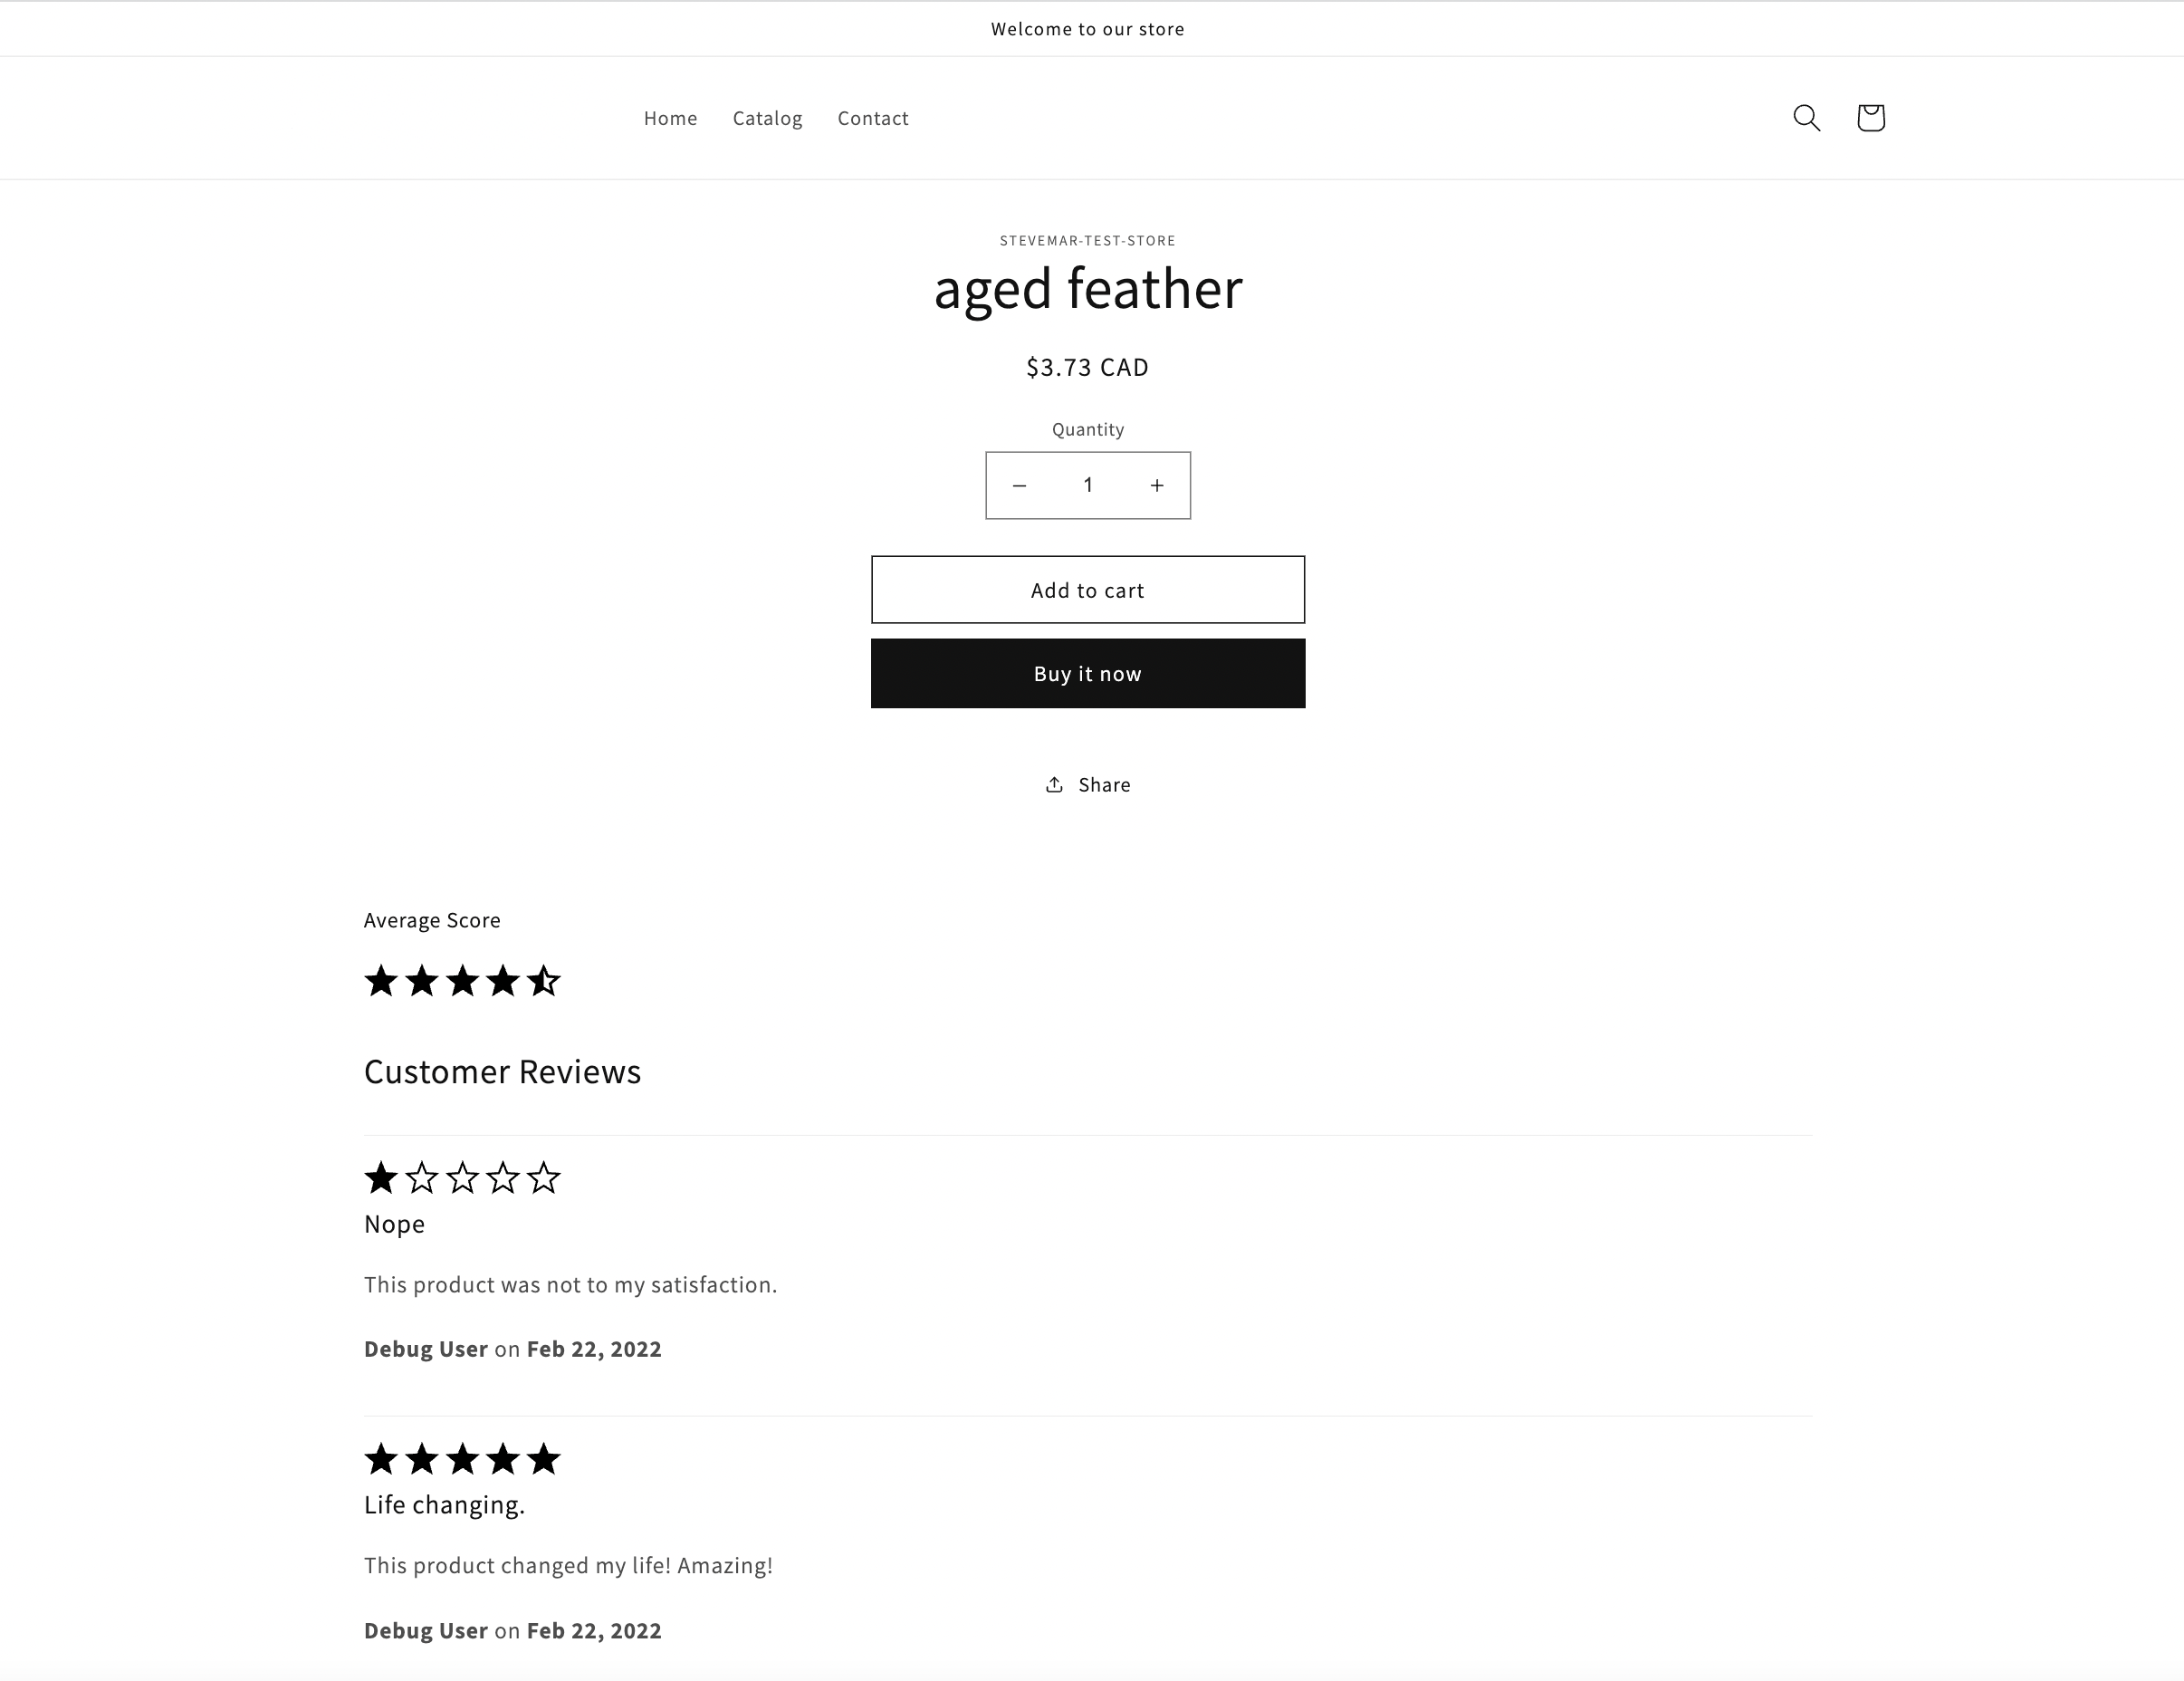 Welcome to our store
Home Catalog Contact
STEVEMAR-TEST-STORE
aged feather
$3.73 CAD
Quantity
− 1 +
Add to cart
Buy it now
Share
Average Score
Customer Reviews
Nope
This product was not to my satisfaction.
Debug User on Feb 22, 2022
Life changing.
This product changed my life! Amazing!
Debug User on Feb 22, 2022